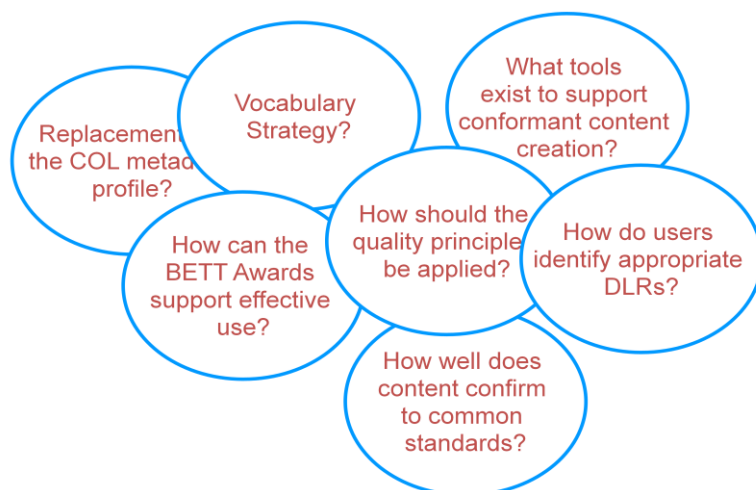 Replacement
the COL metad
profile?
Vocabulary
Strategy?
What tools
exist to support
conformant content
creation?
How can the
BETT Awards
support effective
use?
How should the
quality principle
be applied?
How do users
identify appropriate
DLRs?
How well does
content confirm
to common
standards?